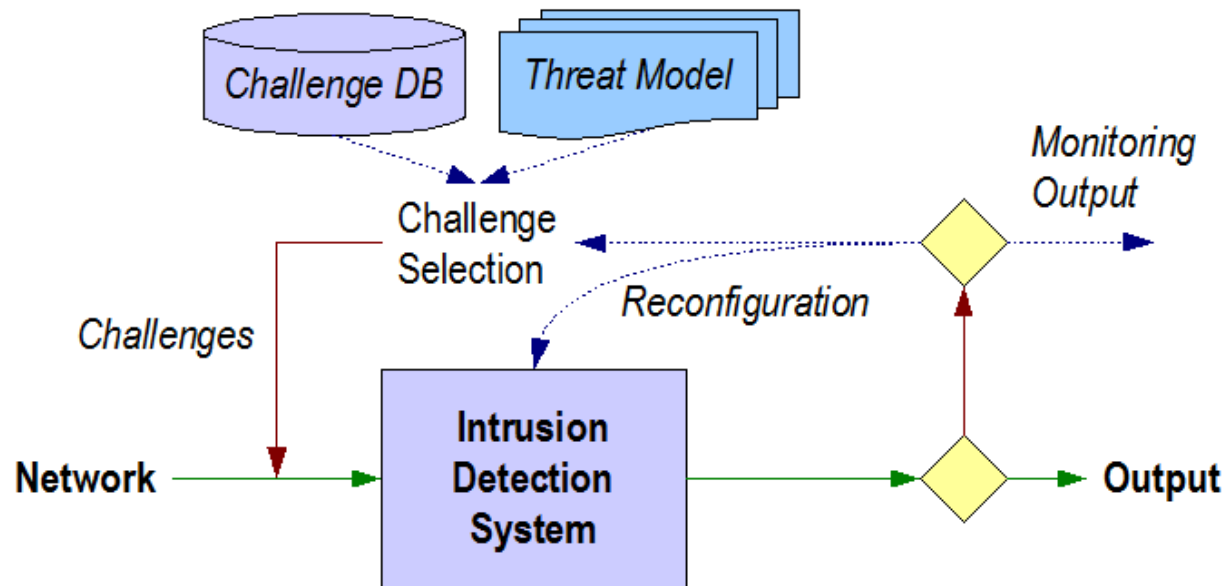 Challenge DB
Threat Model
Monitoring
Output
Challenge
Selection
Reconfiguration
Challenges
Intrusion
Detection
System
Network
Output